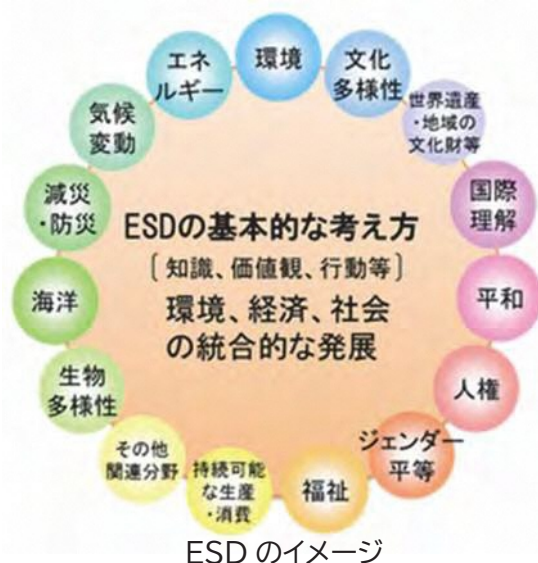 環境
文化
多様性
世界遺産
・地域の
文化財等
国際
理解
平和
人権
ジェンダー
平等
福祉
持続可能
な生産
・消費
その他
関連分野
生物
多様性
海洋
減災
・防災
気候
変動
エネ
ルギー
ESDの基本的な考え方
[知識、価値観、行動等]
環境、経済、社会
の統合的な発展
ESD のイメージ